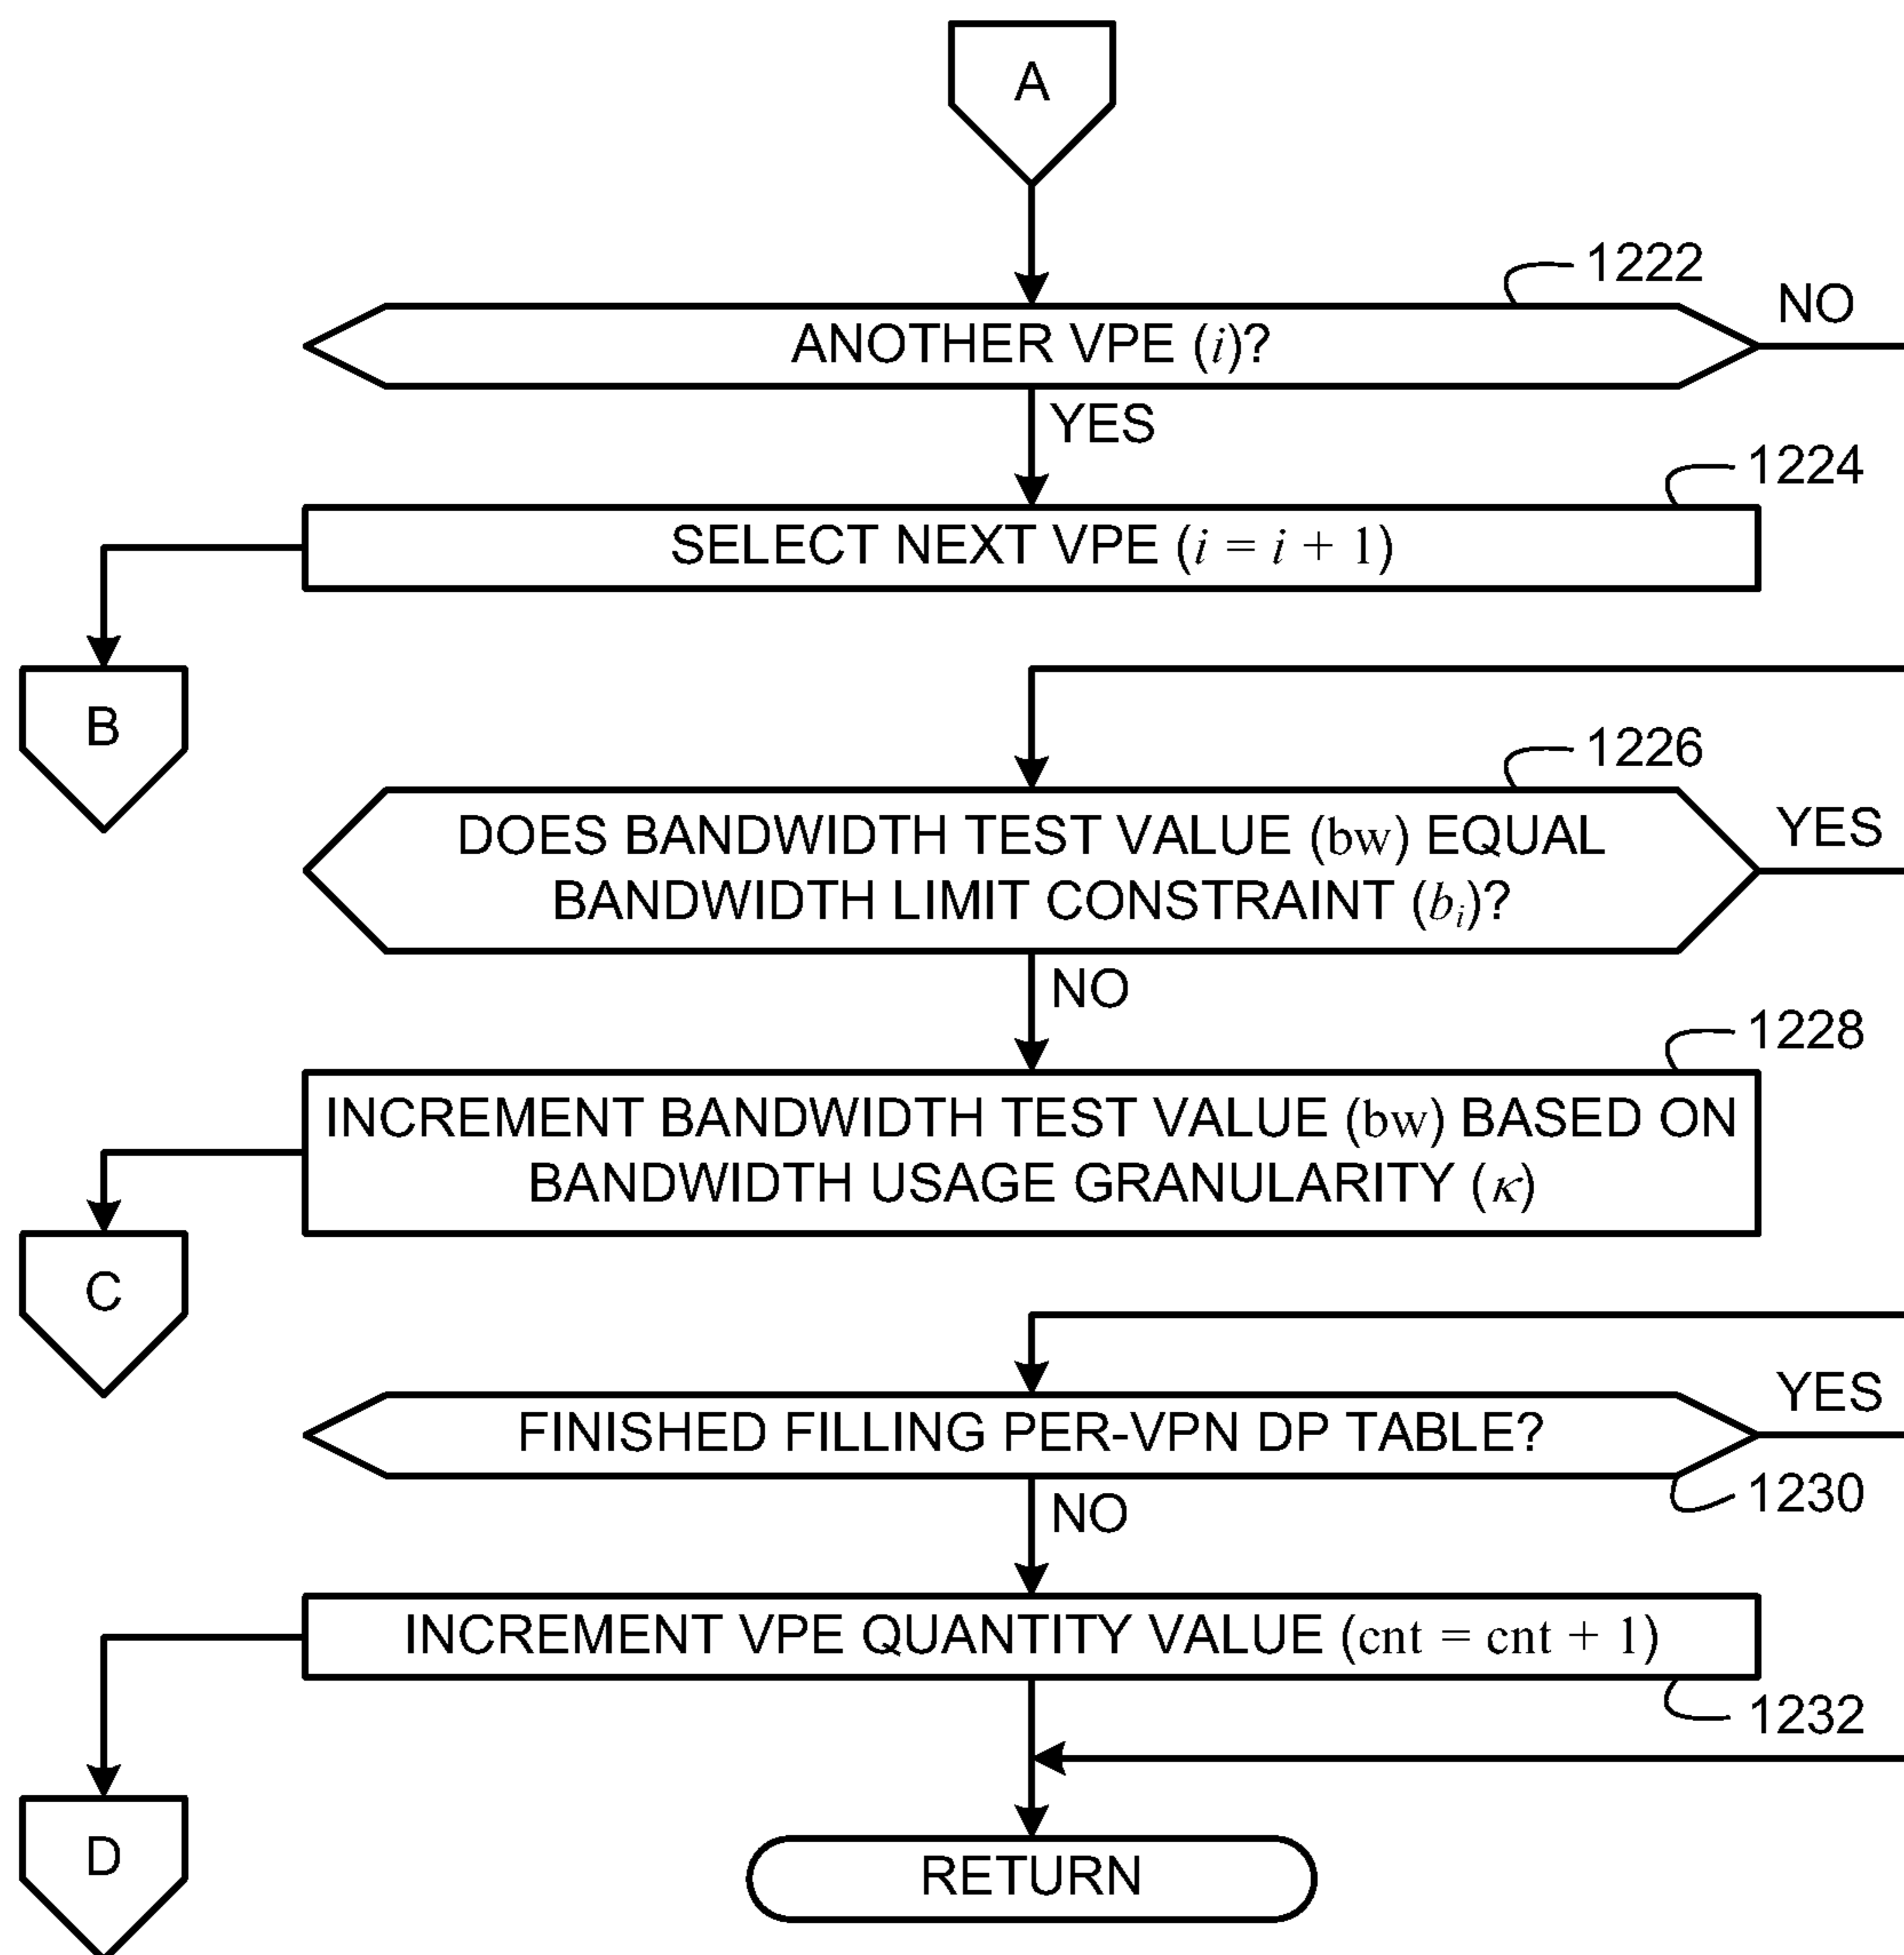 A
1222
NO
ANOTHER VPE (i)?
YES
1224
SELECT NEXT VPE (i = i + 1)
B
1226
YES
DOES BANDWIDTH TEST VALUE (bw) EQUAL
BANDWIDTH LIMIT CONSTRAINT (bᵢ)?
NO
1228
INCREMENT BANDWIDTH TEST VALUE (bw) BASED ON
BANDWIDTH USAGE GRANULARITY (κ)
C
YES
FINISHED FILLING PER-VPN DP TABLE?
1230
NO
INCREMENT VPE QUANTITY VALUE (cnt = cnt + 1)
1232
D
RETURN